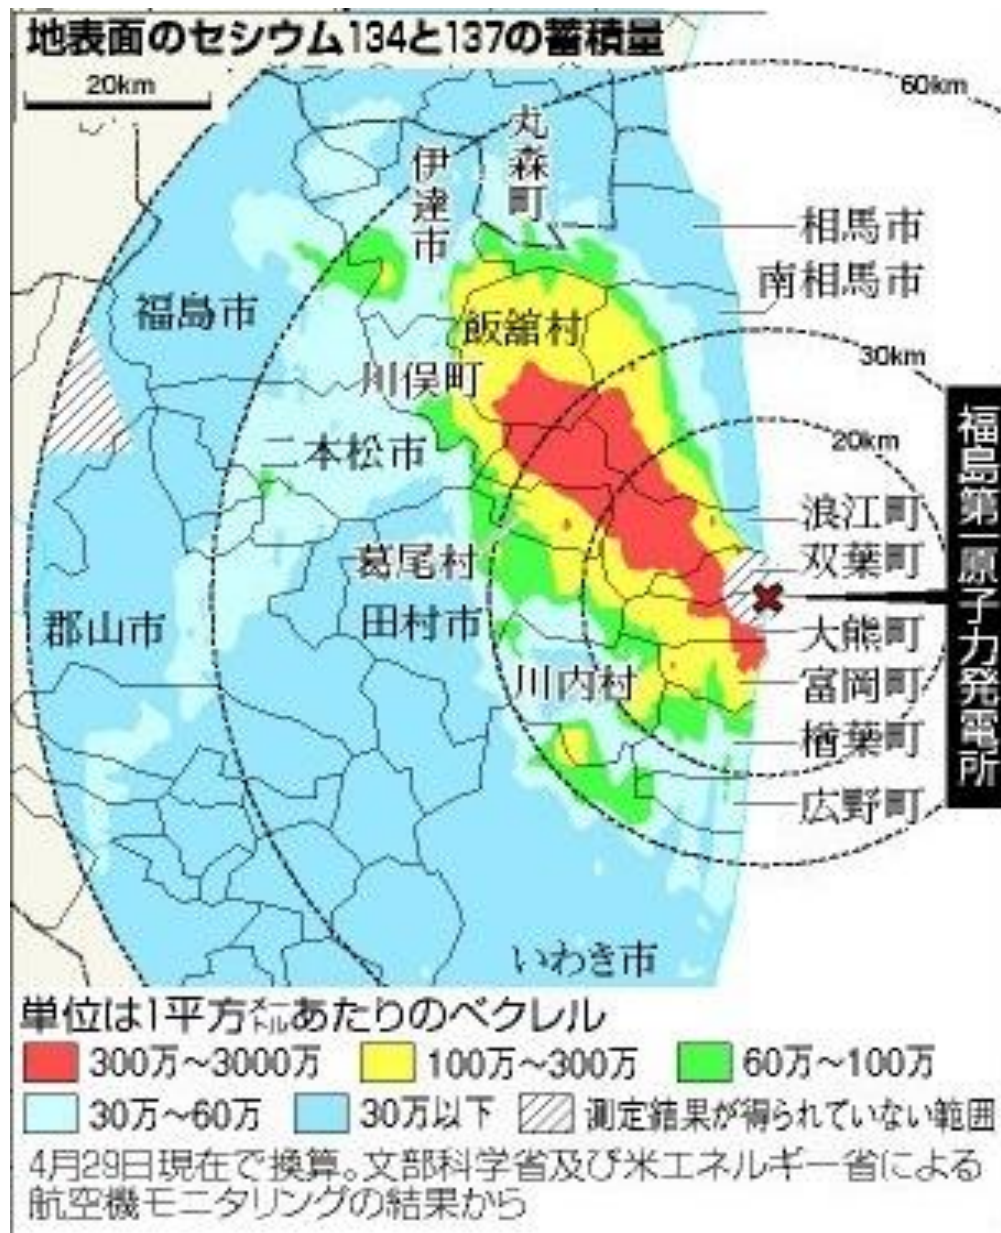 地表面のセシウム134と137の蓄積量
20km
60km
丸森町
伊達市
相馬市
南相馬市
福島市
飯舘村
30km
川俣町
20km
二本松市
浪江町
葛尾村
双葉町
福島第一原子力発電所
郡山市
田村市
大熊町
川内村
富岡町
楢葉町
広野町
いわき市
単位は1平方メートルあたりのベクレル
300万〜3000万
100万〜300万
60万〜100万
30万〜60万
30万以下
測定結果が得られていない範囲
4月29日現在で換算。文部科学省及び米エネルギー省による
航空機モニタリングの結果から